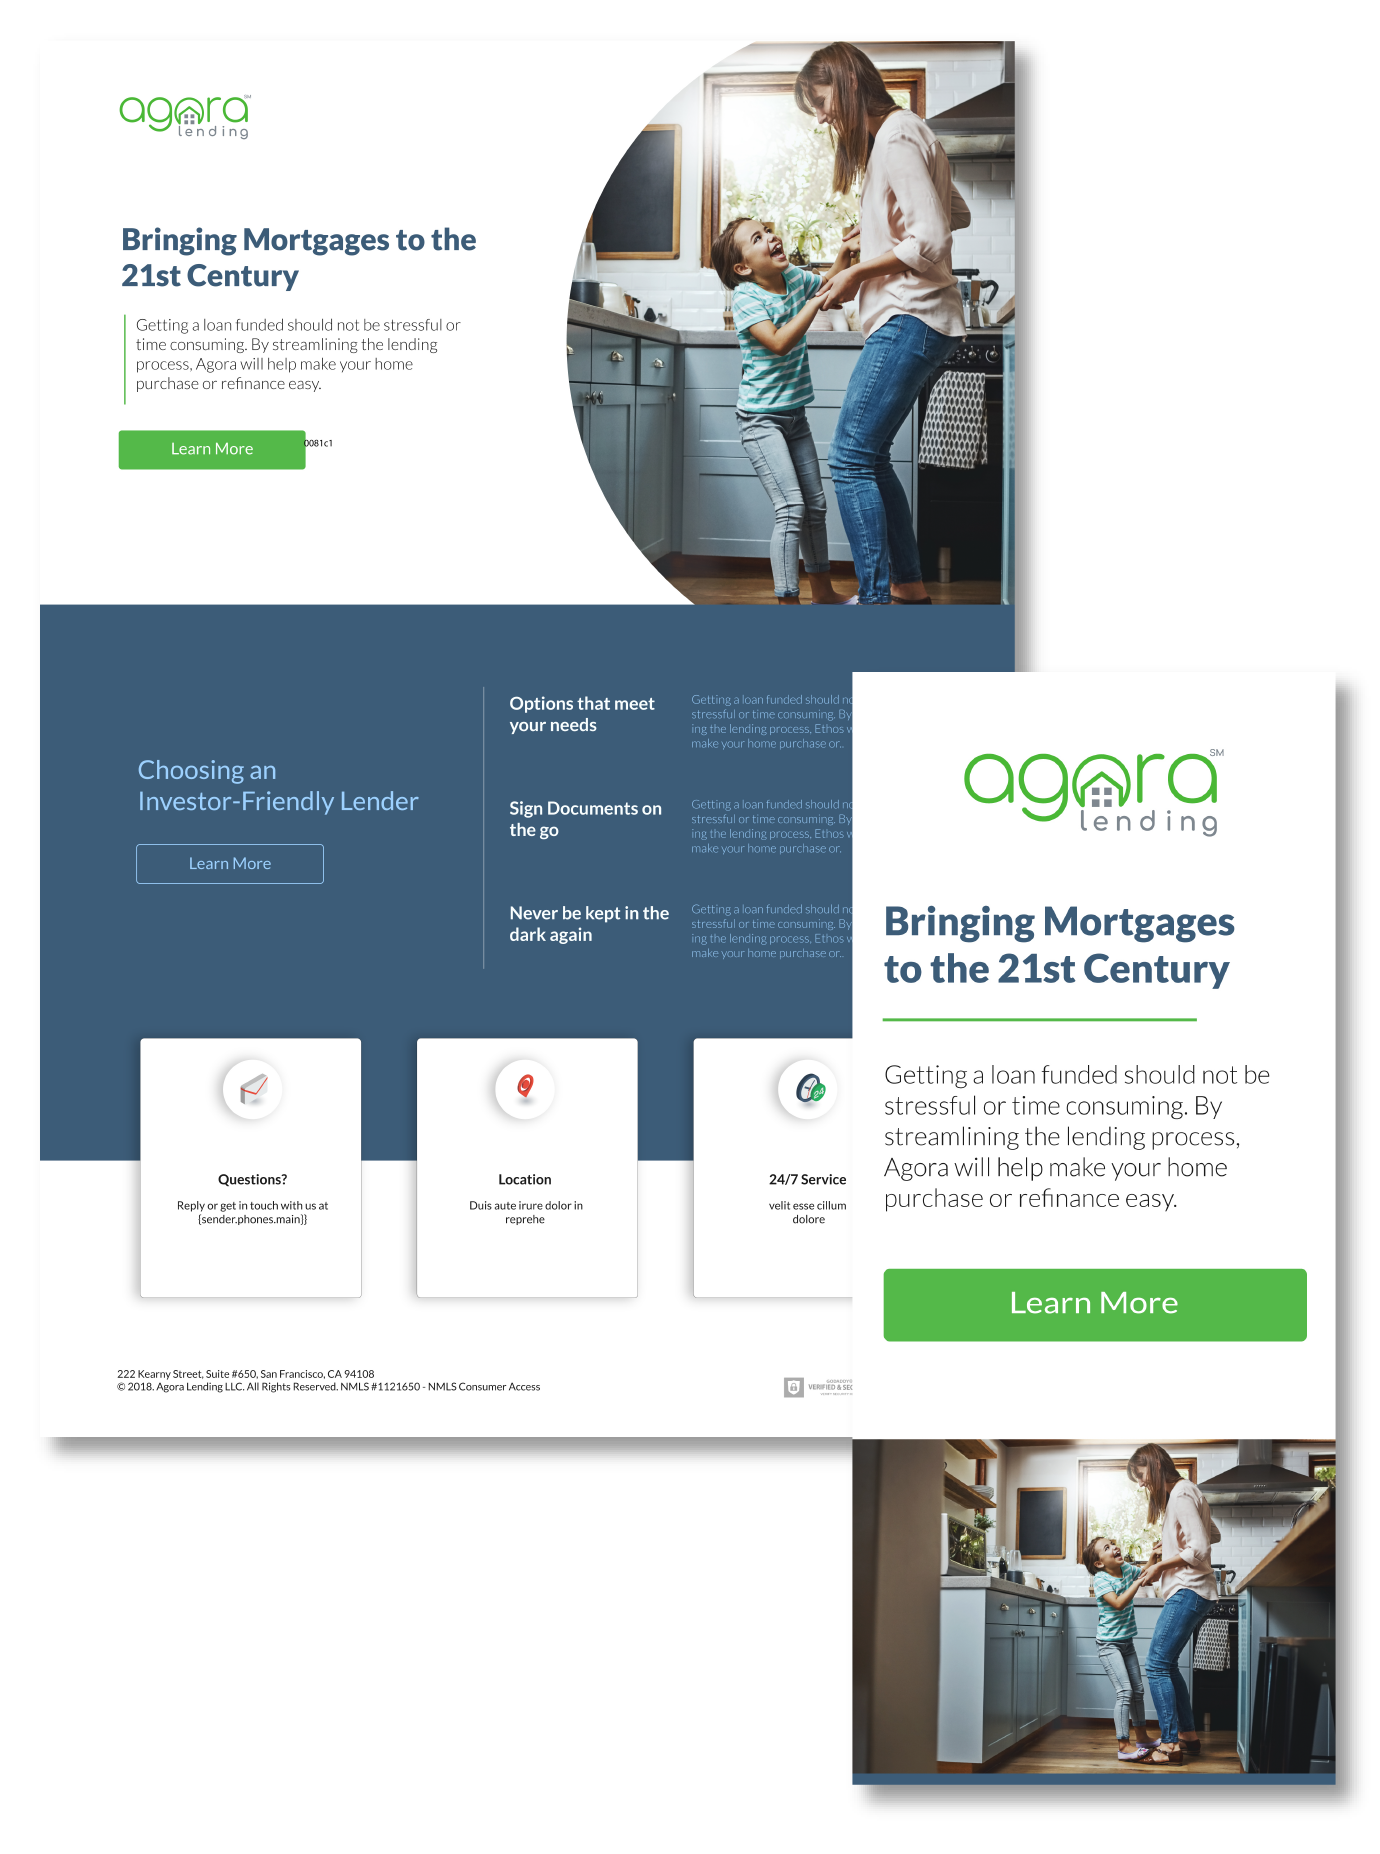 agora
SM
lending
Bringing Mortgages to the
21st Century
Getting a loan funded should not be stressful or
time consuming. By streamlining the lending
process, Agora will help make your home
purchase or refinance easy.
Learn More
0081c1
Choosing an
Investor-Friendly Lender
Learn More
Options that meet
your needs
Getting a loan funded should
stressful or time consuming. By
ing the lending process, Ethos
make your home purchase or..
Sign Documents on
the go
Getting a loan funded should
stressful or time consuming. By
ing the lending process, Ethos
make your home purchase or.
Never be kept in the
dark again
Getting a loan funded should
stressful or time consuming. By
ing the lending process, Ethos
make your home purchase or..
Questions?
Reply or get in touch with us at
{sender.phones.main}}
Location
Duis aute irure dolor in
reprehe
24/7 Service
velit esse cillum
dolore
24
222 Kearny Street, Suite #650, San Francisco, CA 94108
© 2018. Agora Lending LLC. All Rights Reserved. NMLS #1121650 - NMLS Consumer Access
VERIFIED & SEC
agora
SM
lending
Bringing Mortgages
to the 21st Century
Getting a loan funded should not be
stressful or time consuming. By
streamlining the lending process,
Agora will help make your home
purchase or refinance easy.
Learn More